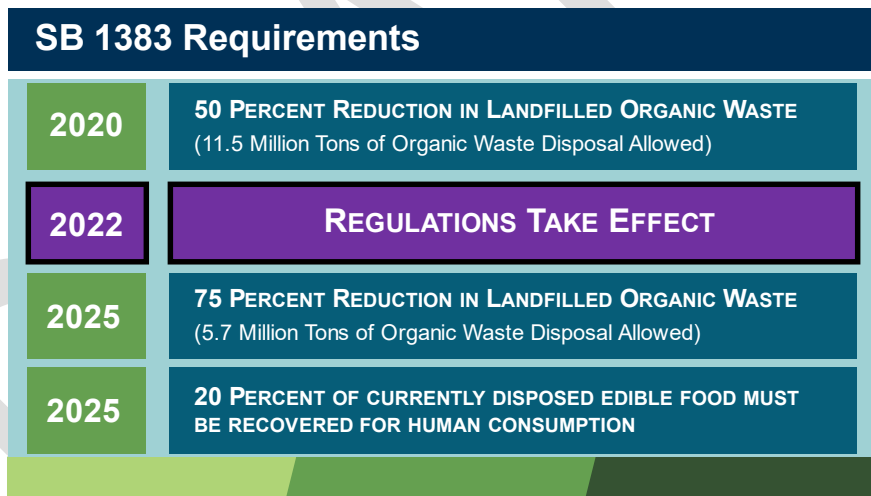 SB 1383 Requirements
2020
50 PERCENT REDUCTION IN LANDFILLED ORGANIC WASTE
(11.5 Million Tons of Organic Waste Disposal Allowed)
2022
REGULATIONS TAKE EFFECT
2025
75 PERCENT REDUCTION IN LANDFILLED ORGANIC WASTE
(5.7 Million Tons of Organic Waste Disposal Allowed)
2025
20 PERCENT OF CURRENTLY DISPOSED EDIBLE FOOD MUST
BE RECOVERED FOR HUMAN CONSUMPTION